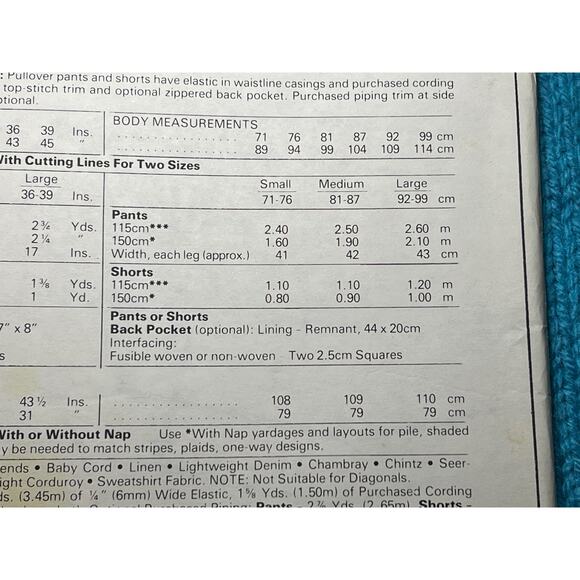 : Pullover pants and shorts have elastic in waistline casings and purchased cording
top-stitch trim and optional zippered back pocket. Purchased piping trim at side
tional.
BODY MEASUREMENTS
36 39 Ins. 71 76 81 87 92 99 cm
43 45 " 89 94 99 104 109 114 cm
With Cutting Lines For Two Sizes
Large Small Medium Large
36-39 Ins. 71-76 81-87 92-99 cm
Pants
2¾ Yds. 115cm*** 2.40 2.50 2.60 m
2¼ " 150cm* 1.60 1.90 2.10 m
17 Ins. Width, each leg (approx.) 41 42 43 cm
Shorts
1⅜ Yds. 115cm*** 1.10 1.10 1.20 m
1 Yd. 150cm* 0.80 0.90 1.00 m
Pants or Shorts
7" x 8" Back Pocket (optional): Lining - Remnant, 44 x 20cm
Interfacing:
s Fusible woven or non-woven - Two 2.5cm Squares
43½ Ins. 108 109 110 cm
31 " 79 79 79 cm
With or Without Nap Use *With Nap yardages and layouts for pile, shaded
y be needed to match stripes, plaids, one-way designs.
ends • Baby Cord • Linen • Lightweight Denim • Chambray • Chintz • Seer-
ight Corduroy • Sweatshirt Fabric. NOTE: Not Suitable for Diagonals.
ds. (3.45m) of ¼" (6mm) Wide Elastic, 1⅝ Yds. (1.50m) of Purchased Cording
Purchased Piping: Pants - 2⅞ Yds. (2.65m), Shorts -